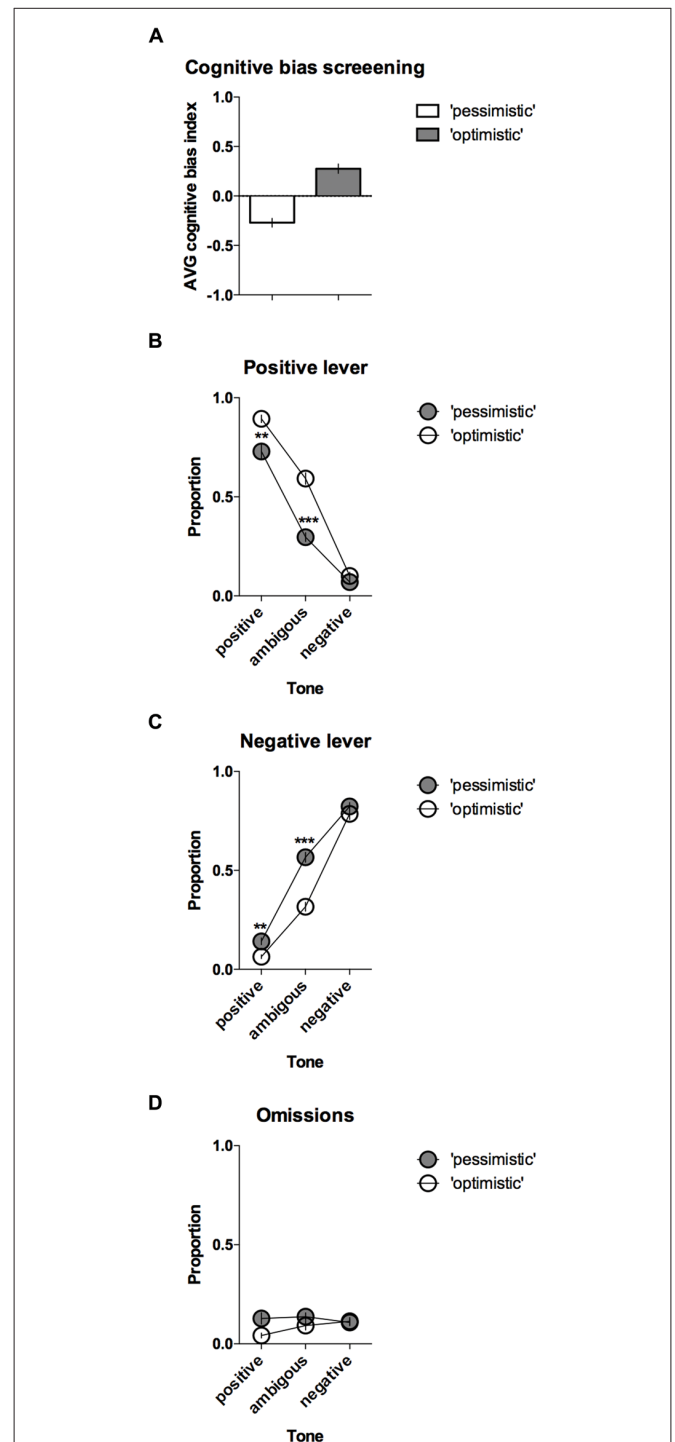 A
Cognitive bias screeening
AVG cognitive bias index
1.0
0.5
0.0
-0.5
-1.0
'pessimistic'
'optimistic'
B
Positive lever
Proportion
1.0
0.5
0.0
**
***
positive
ambigous
negative
Tone
'pessimistic'
'optimistic'
C
Negative lever
Proportion
1.0
0.5
0.0
**
***
positive
ambigous
negative
Tone
'pessimistic'
'optimistic'
D
Omissions
Proportion
1.0
0.5
0.0
positive
ambigous
negative
Tone
'pessimistic'
'optimistic'